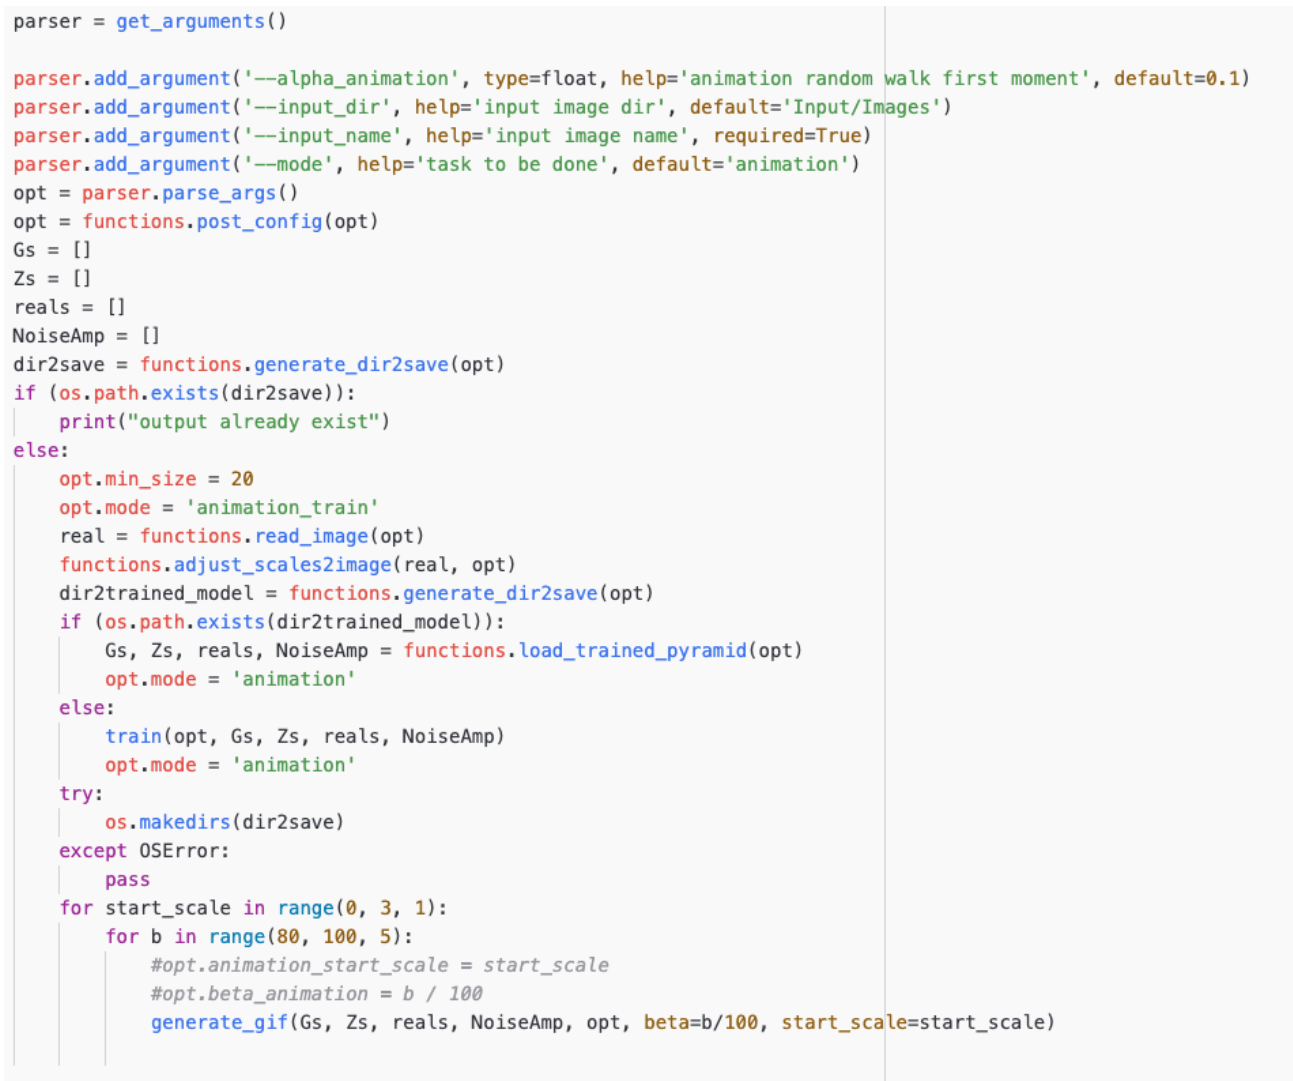 parser = get_arguments()
parser.add_argument('--alpha_animation', type=float, help='animation random walk first moment', default=0.1)
parser.add_argument('--input_dir', help='input image dir', default='Input/Images')
parser.add_argument('--input_name', help='input image name', required=True)
parser.add_argument('--mode', help='task to be done', default='animation')
opt = parser.parse_args()
opt = functions.post_config(opt)
Gs = []
Zs = []
reals = []
NoiseAmp = []
dir2save = functions.generate_dir2save(opt)
if (os.path.exists(dir2save)):
    print("output already exist")
else:
    opt.min_size = 20
    opt.mode = 'animation_train'
    real = functions.read_image(opt)
    functions.adjust_scales2image(real, opt)
    dir2trained_model = functions.generate_dir2save(opt)
    if (os.path.exists(dir2trained_model)):
        Gs, Zs, reals, NoiseAmp = functions.load_trained_pyramid(opt)
        opt.mode = 'animation'
    else:
        train(opt, Gs, Zs, reals, NoiseAmp)
        opt.mode = 'animation'
    try:
        os.makedirs(dir2save)
    except OSError:
        pass
    for start_scale in range(0, 3, 1):
        for b in range(80, 100, 5):
            #opt.animation_start_scale = start_scale
            #opt.beta_animation = b / 100
            generate_gif(Gs, Zs, reals, NoiseAmp, opt, beta=b/100, start_scale=start_scale)